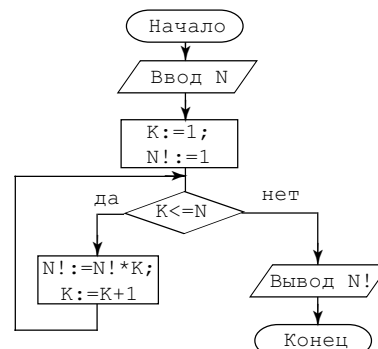 Начало
Ввод N
K:=1;
N!:=1
да
K<=N
нет
N!:=N!*K;
K:=K+1
Вывод N!
Конец